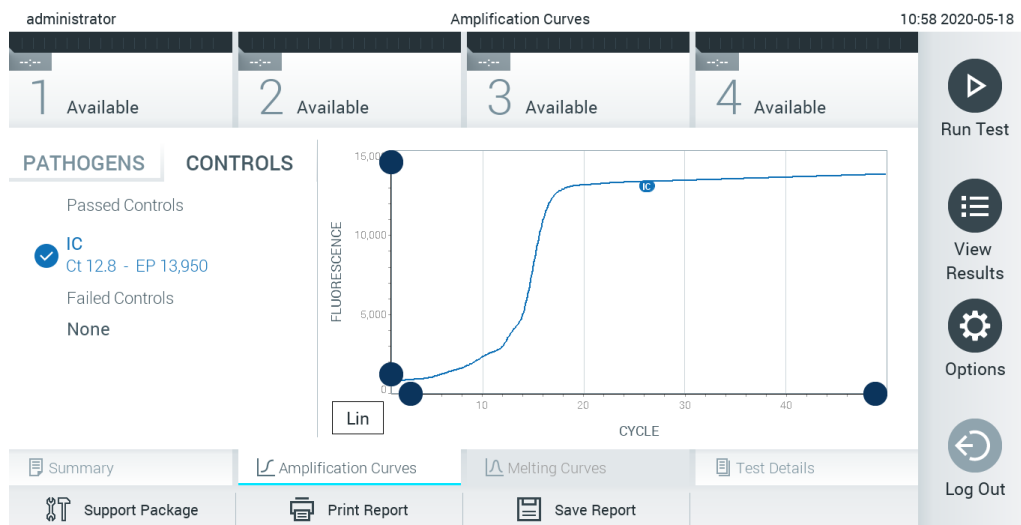 administrator
Amplification Curves
10:58 2020-05-18
--:--
1 Available
--:--
2 Available
--:--
3 Available
--:--
4 Available
Run Test
View
Results
Options
Log Out
PATHOGENS
CONTROLS
Passed Controls
IC
Ct 12.8 - EP 13,950
Failed Controls
None
15,00
10,000
5,000
0
FLUORESCENCE
IC
10
20
30
40
CYCLE
Lin
Summary
Amplification Curves
Melting Curves
Test Details
Support Package
Print Report
Save Report